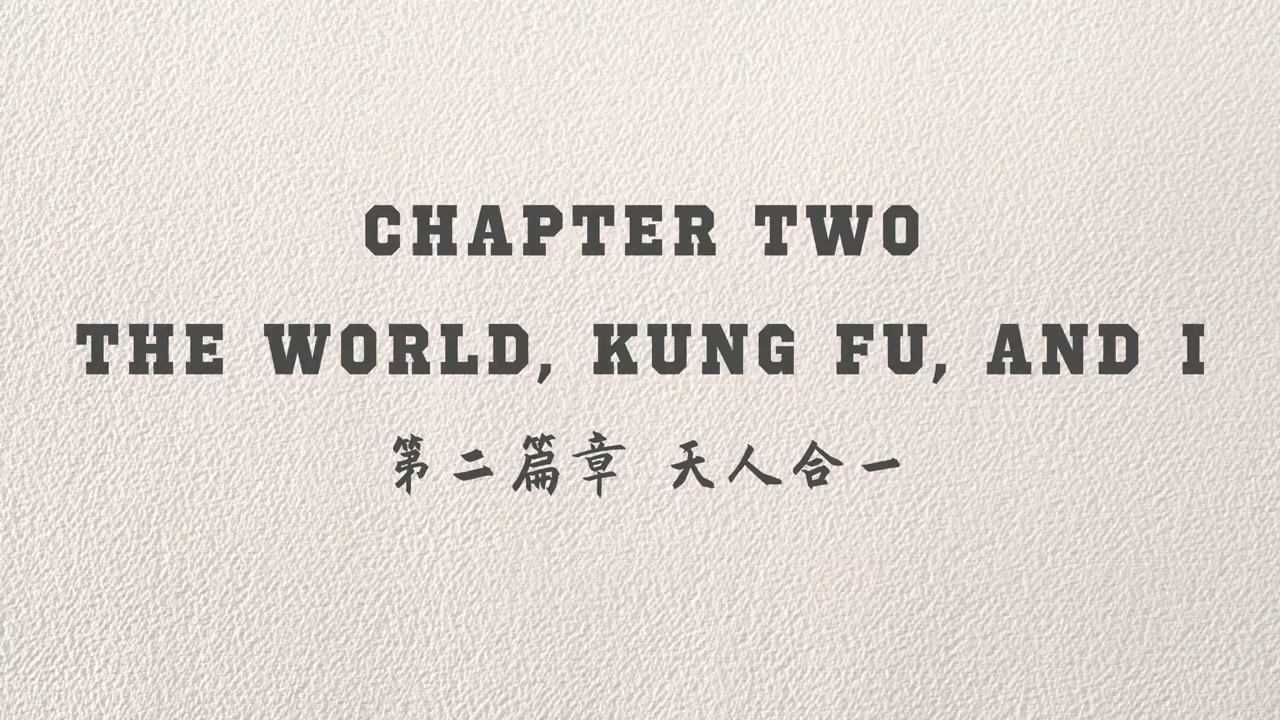 CHAPTER TWO
THE WORLD, KUNG FU, AND I
第二篇章 天人合一